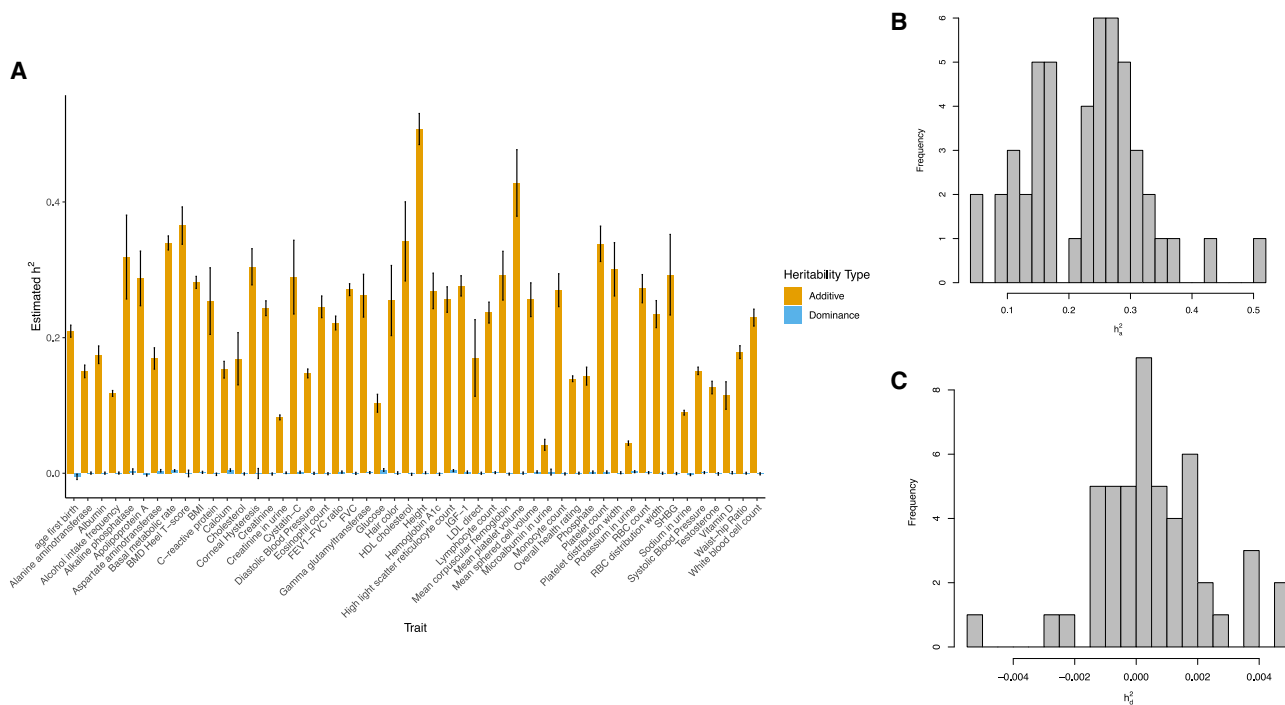 A
Estimated h²
0.4
0.2
0.0
age first birth
Alanine aminotransferase
Albumin
Alcohol intake frequency
Alkaline phosphatase
Apolipoprotein A
Aspartate aminotransferase
Basal metabolic rate
BMD Heel T−score
BMI
C−reactive protein
Calcium
Cholesterol
Corneal Hysteresis
Creatinine
Creatinine in urine
Cystatin−C
Diastolic Blood Pressure
Eosinophil count
FEV1−FVC ratio
FVC
Gamma glutamyltransferase
Glucose
Hair color
HDL cholesterol
Height
Hemoglobin A1c
High light scatter reticulocyte count
IGF−1
LDL direct
Lymphocyte count
Mean corpuscular hemoglobin
Mean platelet volume
Mean sphered cell volume
Microalbumin in urine
Monocyte count
Overall health rating
Phosphate
Platelet count
Platelet distribution width
Potassium in urine
RBC count
RBC distribution width
SHBG
Sodium in urine
Systolic Blood Pressure
Testosterone
Vitamin D
Waist−hip Ratio
White blood cell count
Trait
Heritability Type
Additive
Dominance
B
Frequency
6
5
4
3
2
1
0
0.1 0.2 0.3 0.4 0.5
h²a
C
Frequency
8
6
4
2
0
−0.004 −0.002 0.000 0.002 0.004
h²d